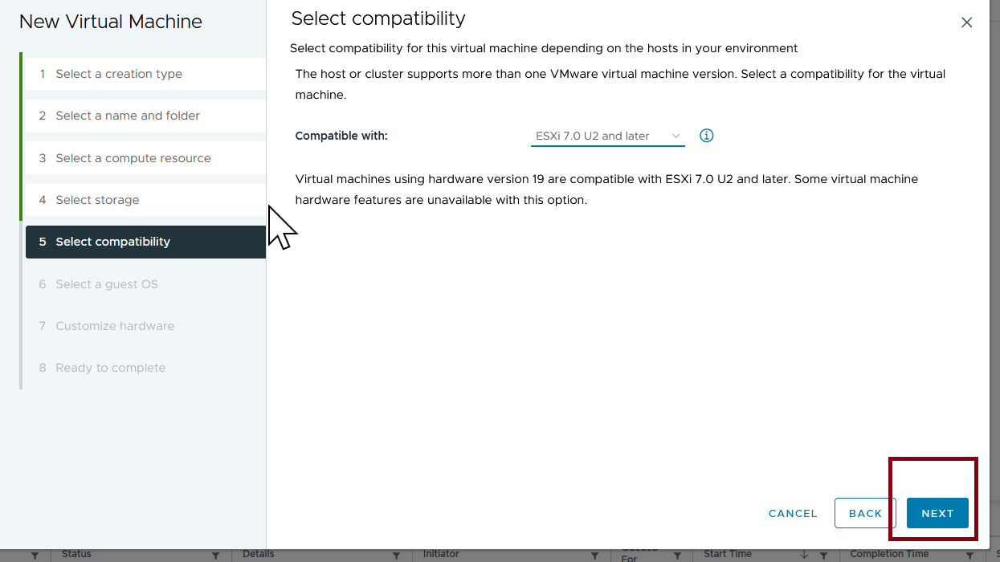 New Virtual Machine
1 Select a creation type
2 Select a name and folder
3 Select a compute resource
4 Select storage
5 Select compatibility
6 Select a guest OS
7 Customize hardware
8 Ready to complete
Select compatibility
Select compatibility for this virtual machine depending on the hosts in your environment
The host or cluster supports more than one VMware virtual machine version. Select a compatibility for the virtual
machine.
Compatible with: ESXi 7.0 U2 and later
Virtual machines using hardware version 19 are compatible with ESXi 7.0 U2 and later. Some virtual machine
hardware features are unavailable with this option.
CANCEL BACK NEXT
Status Details Initiator Queued For Start Time Completion Time